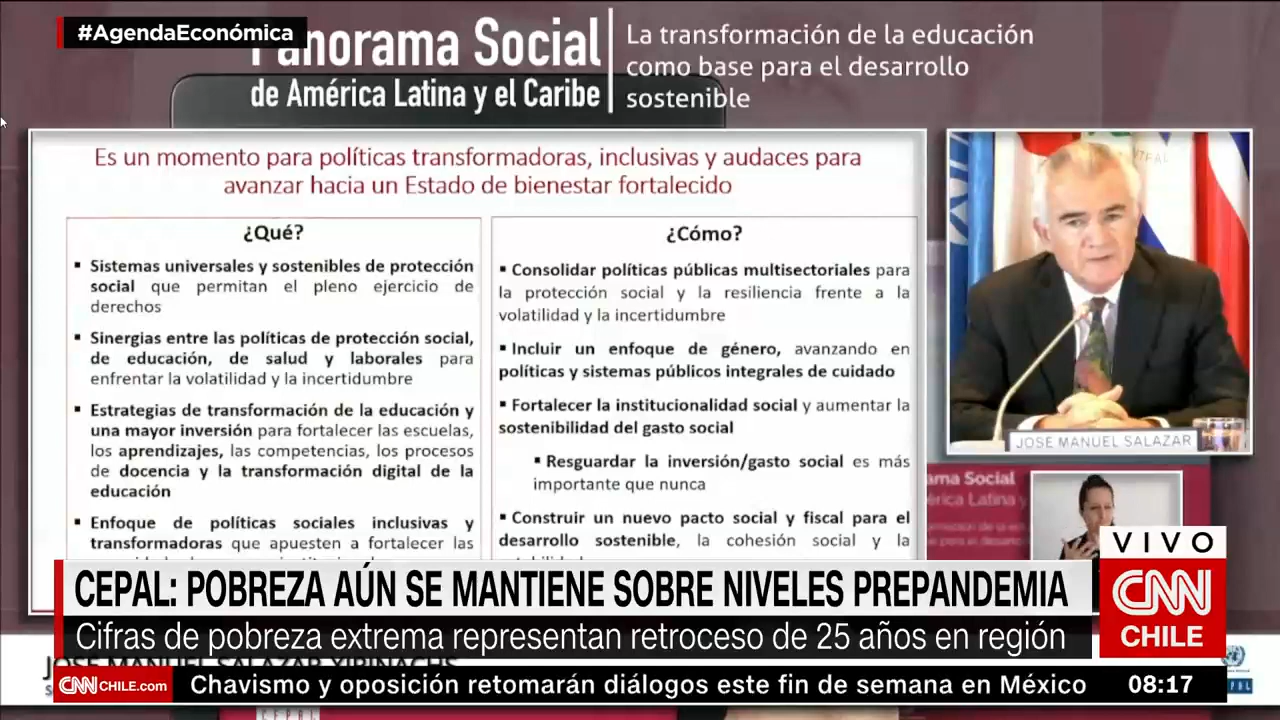 #AgendaEconómica
Panorama Social
de América Latina y el Caribe
La transformación de la educación
como base para el desarrollo
sostenible
Es un momento para políticas transformadoras, inclusivas y audaces para
avanzar hacia un Estado de bienestar fortalecido
¿Qué?
▪ Sistemas universales y sostenibles de protección
social que permitan el pleno ejercicio de
derechos
▪ Sinergias entre las políticas de protección social,
de educación, de salud y laborales para
enfrentar la volatilidad y la incertidumbre
▪ Estrategias de transformación de la educación y
una mayor inversión para fortalecer las escuelas,
los aprendizajes, las competencias, los procesos
de docencia y la transformación digital de la
educación
▪ Enfoque de políticas sociales inclusivas y
transformadoras que apuesten a fortalecer las
¿Cómo?
▪ Consolidar políticas públicas multisectoriales para
la protección social y la resiliencia frente a la
volatilidad y la incertidumbre
▪ Incluir un enfoque de género, avanzando en
políticas y sistemas públicos integrales de cuidado
▪ Fortalecer la institucionalidad social y aumentar la
sostenibilidad del gasto social
▪ Resguardar la inversión/gasto social es más
importante que nunca
▪ Construir un nuevo pacto social y fiscal para el
desarrollo sostenible, la cohesión social y la
JOSÉ MANUEL SALAZAR
ama Social
érica Latina y
VIVO
CNN
CHILE
CEPAL: POBREZA AÚN SE MANTIENE SOBRE NIVELES PREPANDEMIA
Cifras de pobreza extrema representan retroceso de 25 años en región
JOSÉ MANUEL SALAZAR-XIRINACHS
CNNCHILE.com
Chavismo y oposición retomarán diálogos este fin de semana en México
08:17
CEPAL